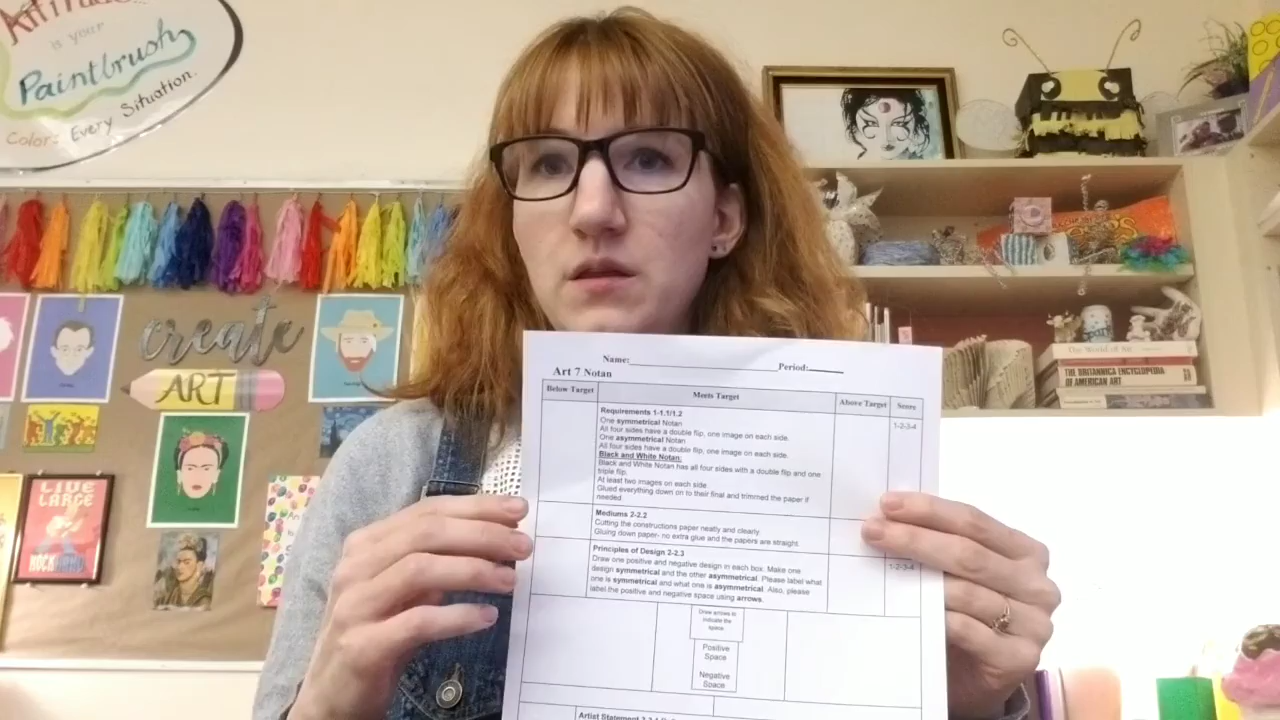 Attitude...
is your
Paintbrush
Colors Every Situation.
create
ART
LIVE
LARGE
ROCK HARD
THE BRITANNICA ENCYCLOPEDIA
OF AMERICAN ART
Name:
Period:
Art 7 Notan
Below Target
Meets Target
Above Target
Score
Requirements 1-1.1/1.2
One symmetrical Notan
All four sides have a double flip, one image on each side.
One asymmetrical Notan
All four sides have a double flip, one image on each side.
Black and White Notan:
Black and White Notan has all four sides with a double flip and one
triple flip.
At least two images on each side.
Glued everything down on to their final and trimmed the paper if
needed.
1-2-3-4
Mediums 2-2.2
Cutting the constructions paper neatly and clearly.
Gluing down paper- no extra glue and the papers are straight.
Principles of Design 2-2.3
Draw one positive and negative design in each box. Make one
design symmetrical and the other asymmetrical. Please label what
one is symmetrical and what one is asymmetrical. Also, please
label the positive and negative space using arrows.
1-2-3-4
Draw arrows to
indicate the
space.
Positive
Space
Negative
Space
Artist Statement